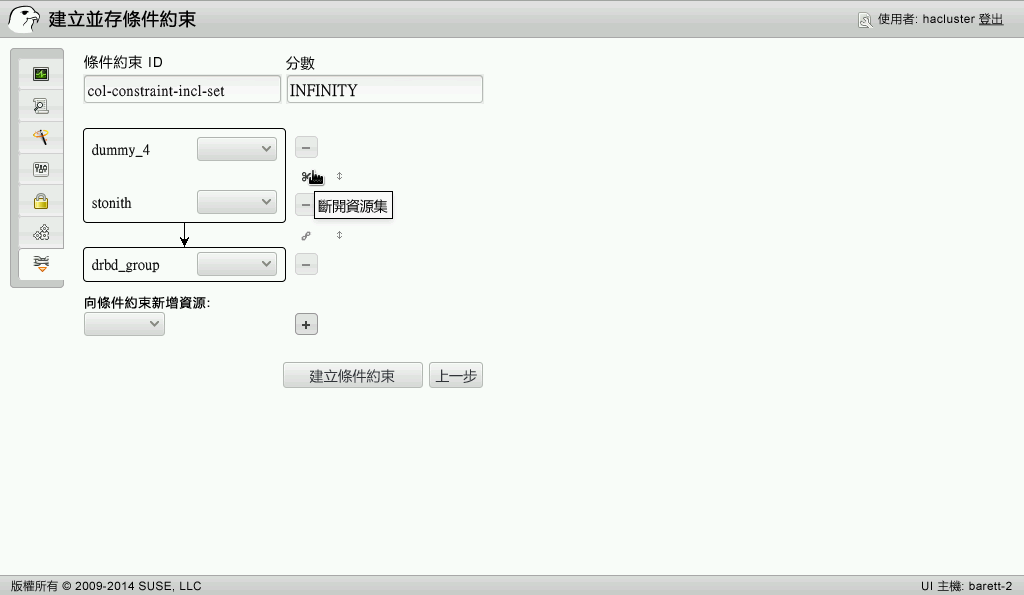 建立並存條件約束
使用者: hacluster 登出
條件約束 ID
分數
col-constraint-incl-set
INFINITY
dummy_4
stonith
斷開資源集
drbd_group
向條件約束新增資源:
建立條件約束
上一步
版權所有 © 2009-2014 SUSE, LLC
UI 主機: barett-2